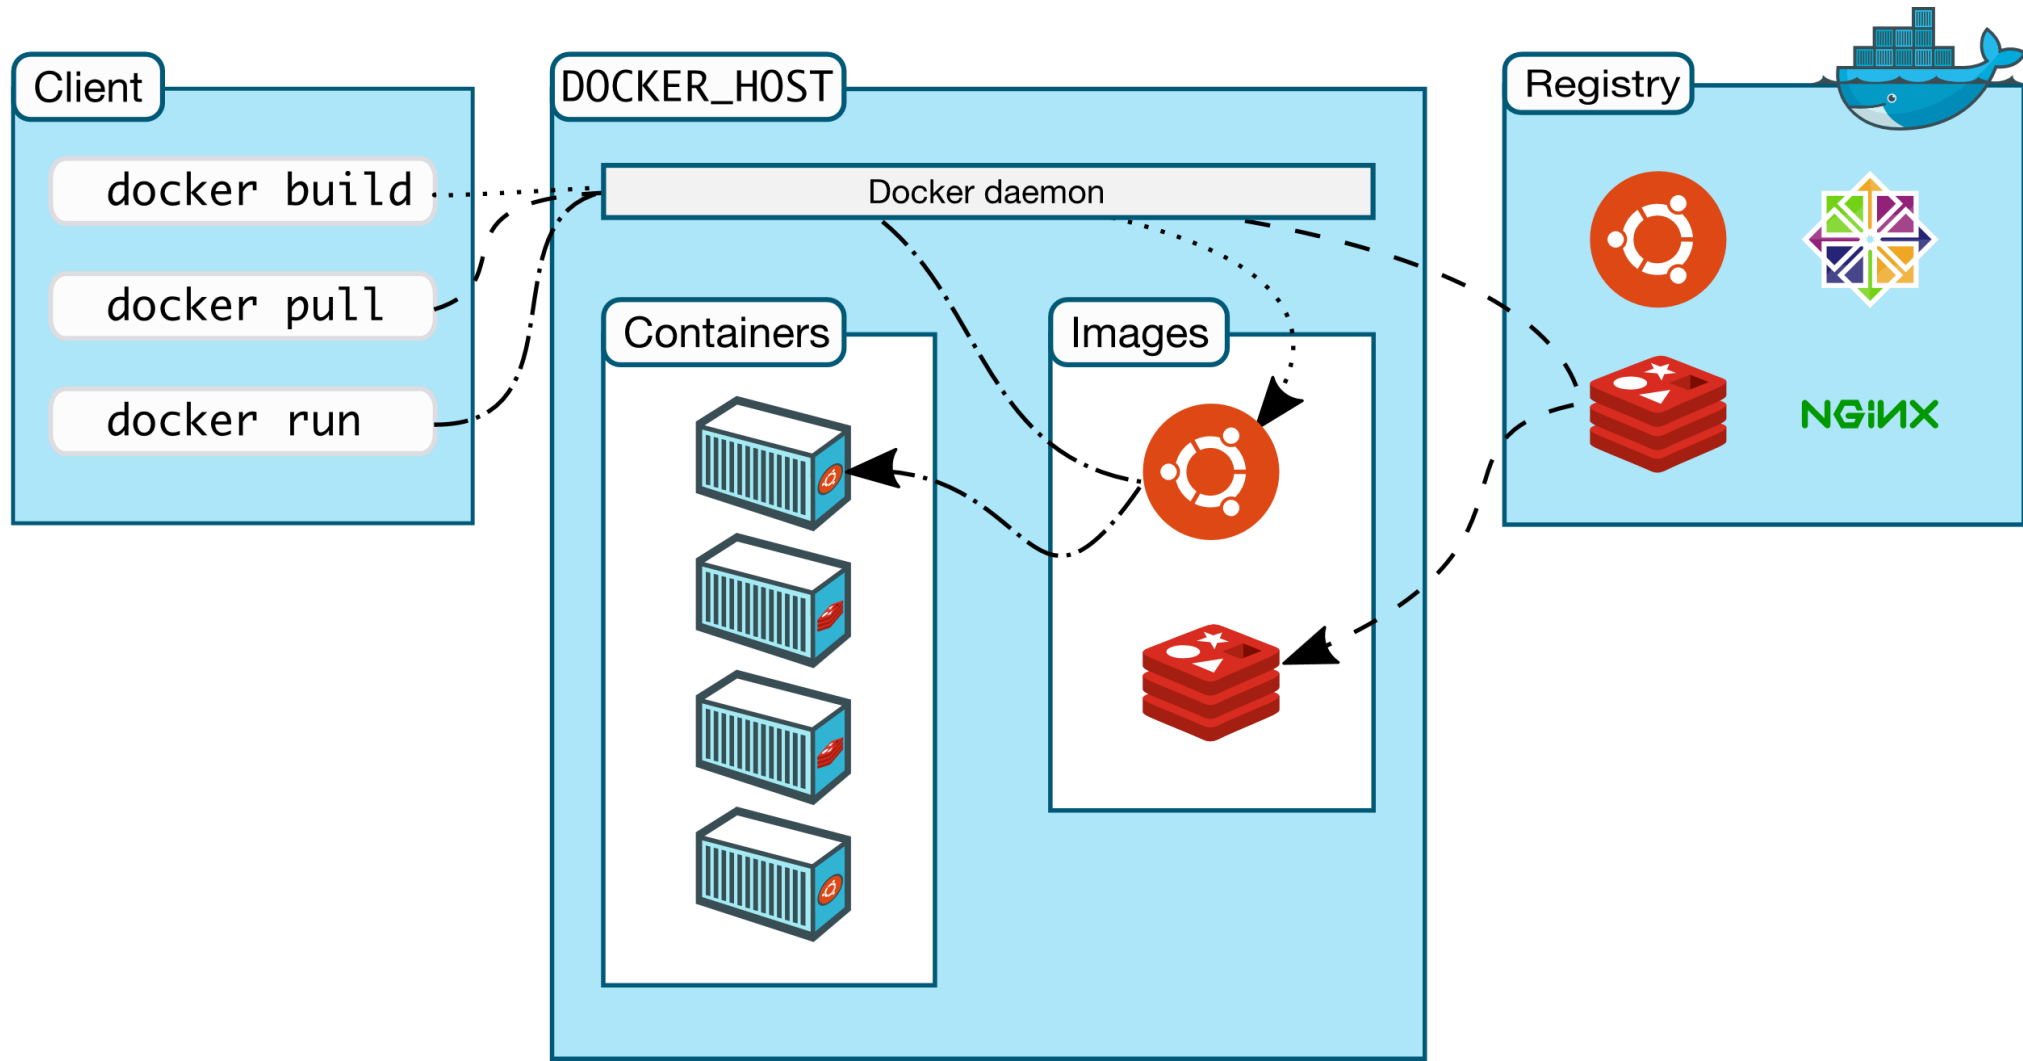 Client
docker build
docker pull
docker run
DOCKER_HOST
Docker daemon
Containers
Images
Registry
NGiNX